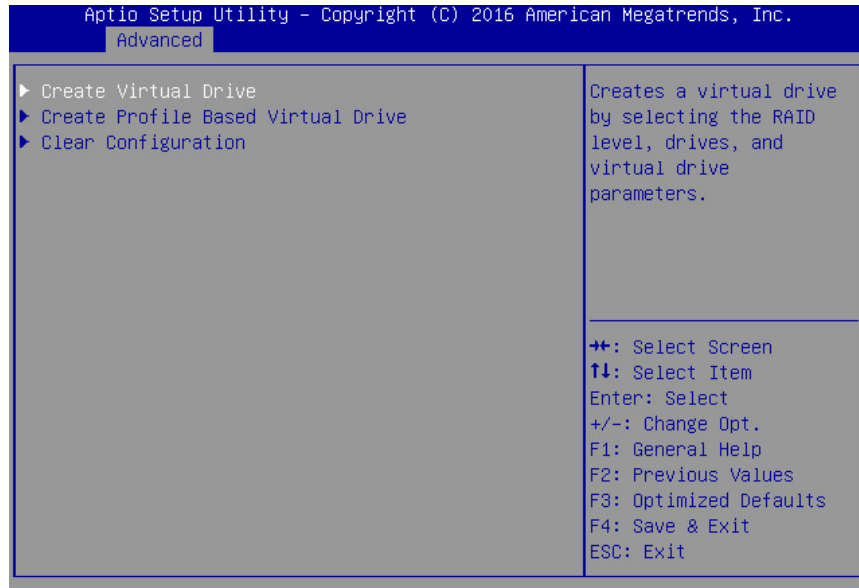 Aptio Setup Utility – Copyright (C) 2016 American Megatrends, Inc.
Advanced
▶ Create Virtual Drive
▶ Create Profile Based Virtual Drive
▶ Clear Configuration
Creates a virtual drive
by selecting the RAID
level, drives, and
virtual drive
parameters.
→←: Select Screen
↑↓: Select Item
Enter: Select
+/-: Change Opt.
F1: General Help
F2: Previous Values
F3: Optimized Defaults
F4: Save & Exit
ESC: Exit